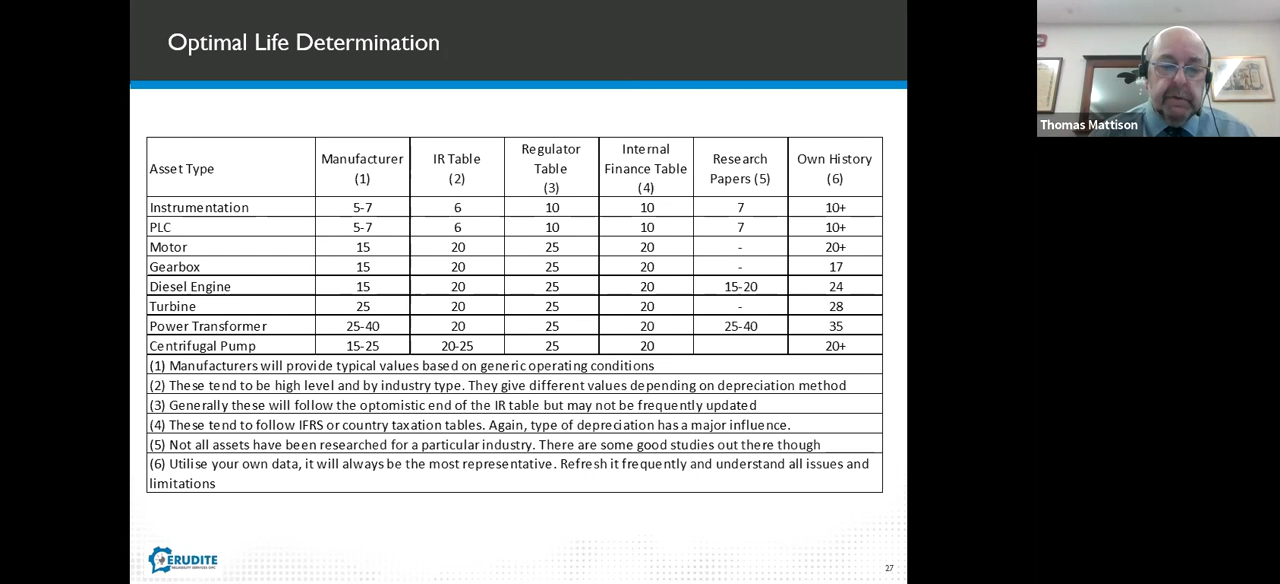 Optimal Life Determination
Thomas Mattison
Asset Type Manufacturer (1) IR Table (2) Regulator Table (3) Internal Finance Table (4) Research Papers (5) Own History (6)
Instrumentation 5-7 6 10 10 7 10+
PLC 5-7 6 10 10 7 10+
Motor 15 20 25 20 - 20+
Gearbox 15 20 25 20 - 17
Diesel Engine 15 20 25 20 15-20 24
Turbine 25 20 25 20 - 28
Power Transformer 25-40 20 25 20 25-40 35
Centrifugal Pump 15-25 20-25 25 20 20+
(1) Manufacturers will provide typical values based on generic operating conditions
(2) These tend to be high level and by industry type. They give different values depending on depreciation method
(3) Generally these will follow the optomistic end of the IR table but may not be frequently updated
(4) These tend to follow IFRS or country taxation tables. Again, type of depreciation has a major influence.
(5) Not all assets have been researched for a particular industry. There are some good studies out there though
(6) Utilise your own data, it will always be the most representative. Refresh it frequently and understand all issues and
limitations
ERUDITE
27